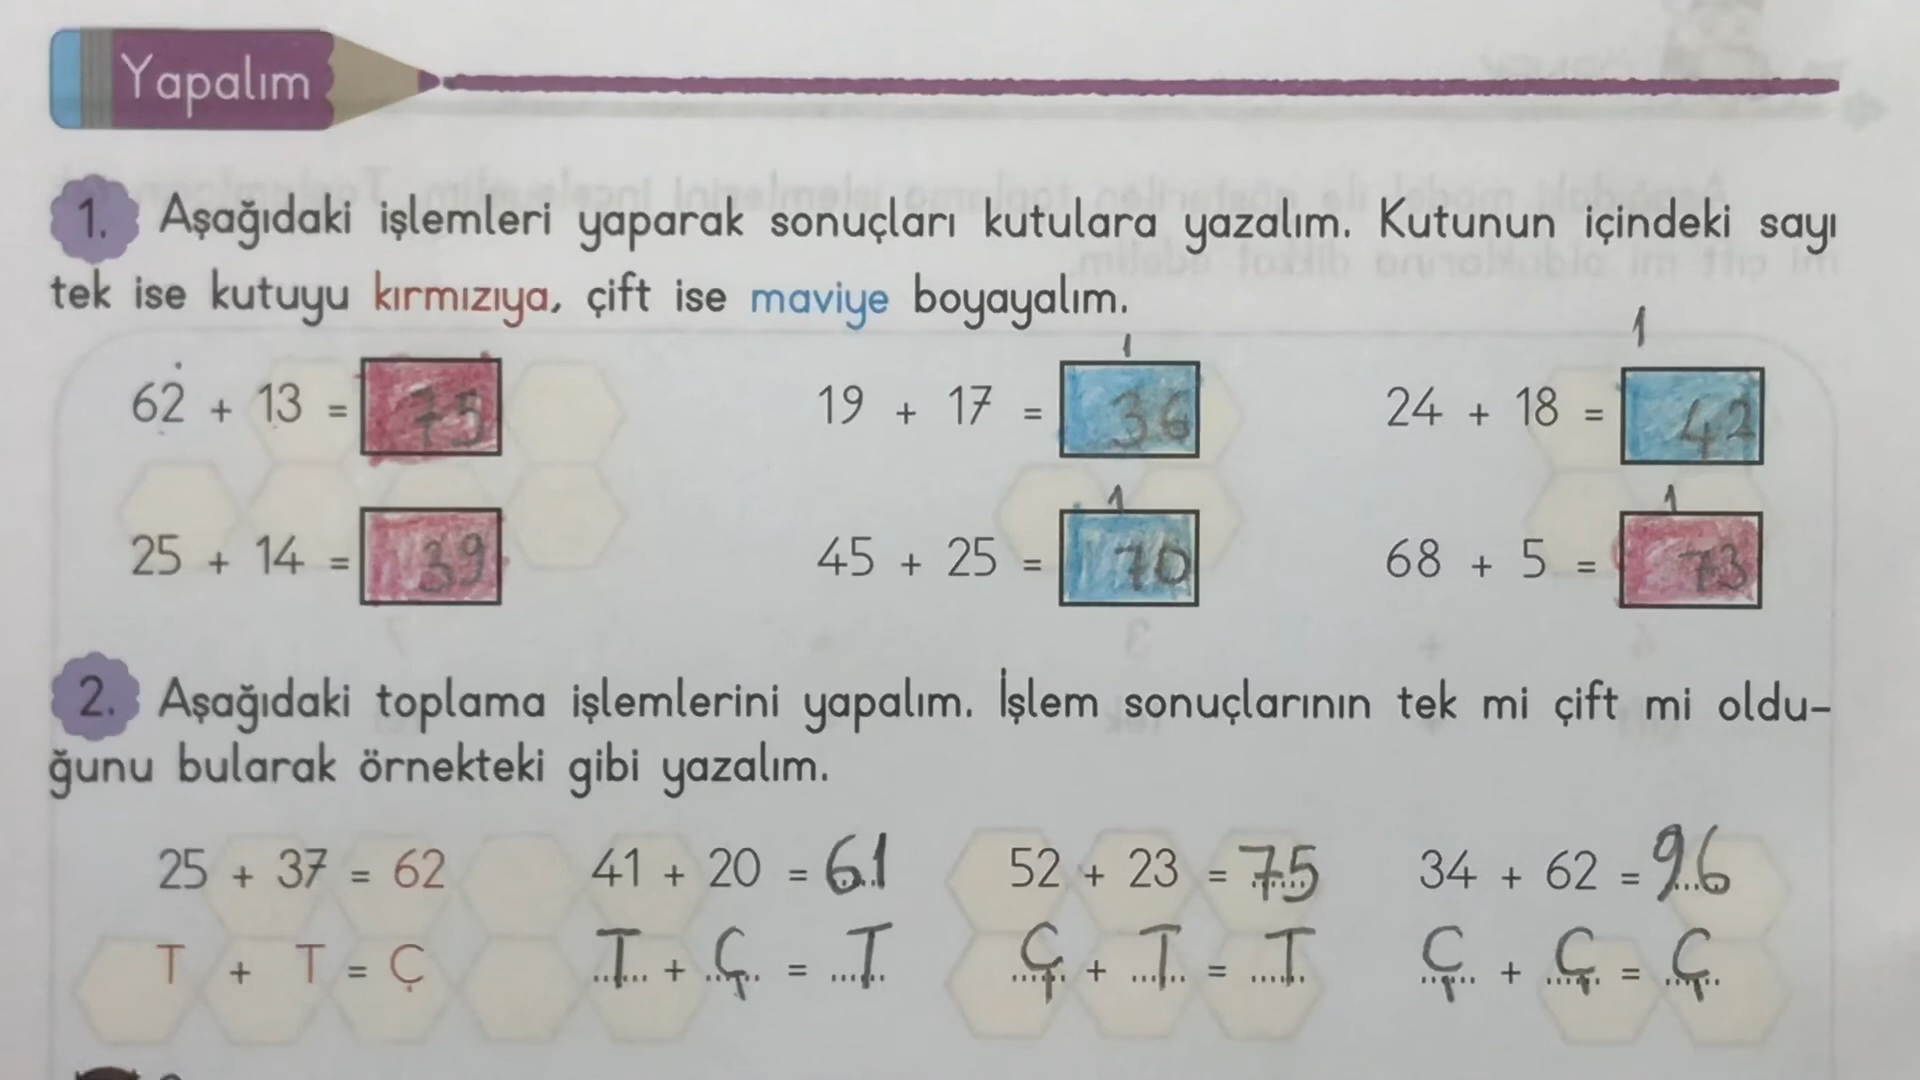 Yapalım
1. Aşağıdaki işlemleri yaparak sonuçları kutulara yazalım. Kutunun içindeki sayı
tek ise kutuyu kırmızıya, çift ise maviye boyayalım.
1 1
62 + 13 = 75 19 + 17 = 36 24 + 18 = 42
1 1
25 + 14 = 39 45 + 25 = 70 68 + 5 = 73
2. Aşağıdaki toplama işlemlerini yapalım. İşlem sonuçlarının tek mi çift mi oldu-
ğunu bularak örnekteki gibi yazalım.
25 + 37 = 62 41 + 20 = 61 52 + 23 = 75 34 + 62 = 96
T + T = Ç T + Ç = T Ç + T = T Ç + Ç = Ç